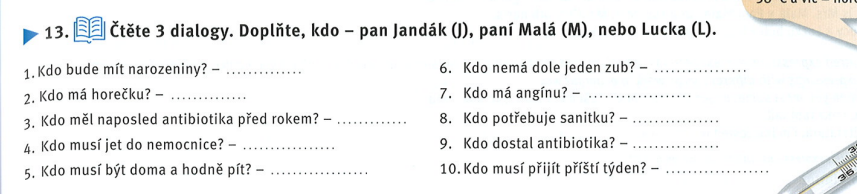 13. Čtěte 3 dialogy. Doplňte, kdo – pan Jandák (J), paní Malá (M), nebo Lucka (L).
1. Kdo bude mít narozeniny? – ..............
2. Kdo má horečku? – ..............
3. Kdo měl naposled antibiotika před rokem? – .............
4. Kdo musí jet do nemocnice? – .................
5. Kdo musí být doma a hodně pít? – ..................
6. Kdo nemá dole jeden zub? – .................
7. Kdo má angínu? – ...................
8. Kdo potřebuje sanitku? – ................
9. Kdo dostal antibiotika? – ................
10. Kdo musí přijít příští týden? – ...................